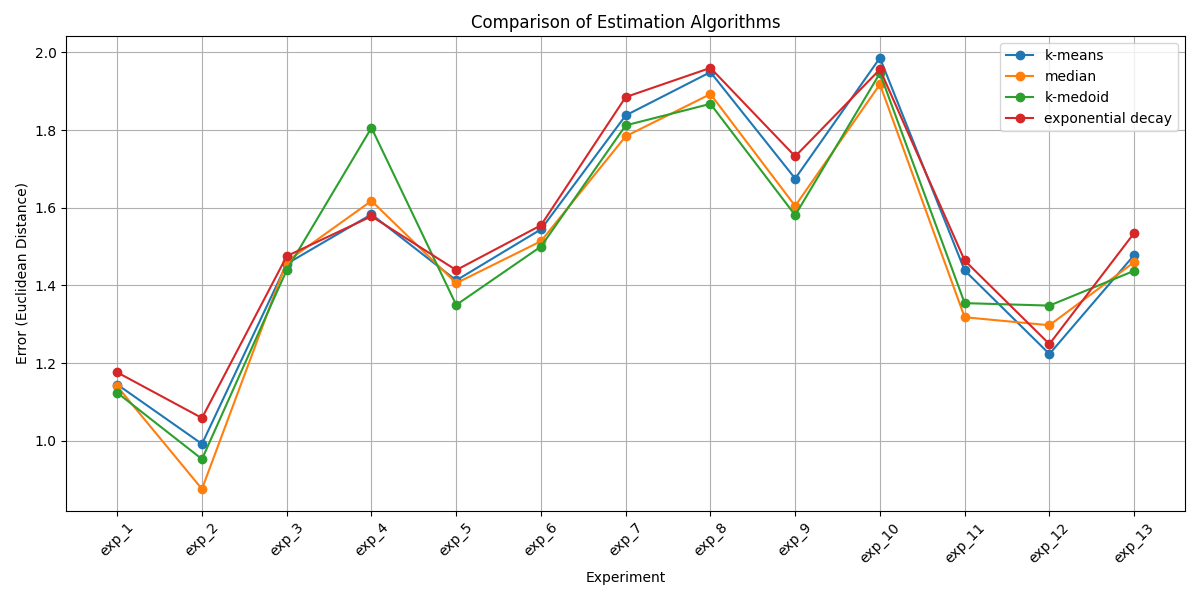 Comparison of Estimation Algorithms
k-means
median
k-medoid
exponential decay
Error (Euclidean Distance)
2.0
1.8
1.6
1.4
1.2
1.0
exp_1
exp_2
exp_3
exp_4
exp_5
exp_6
exp_7
exp_8
exp_9
exp_10
exp_11
exp_12
exp_13
Experiment